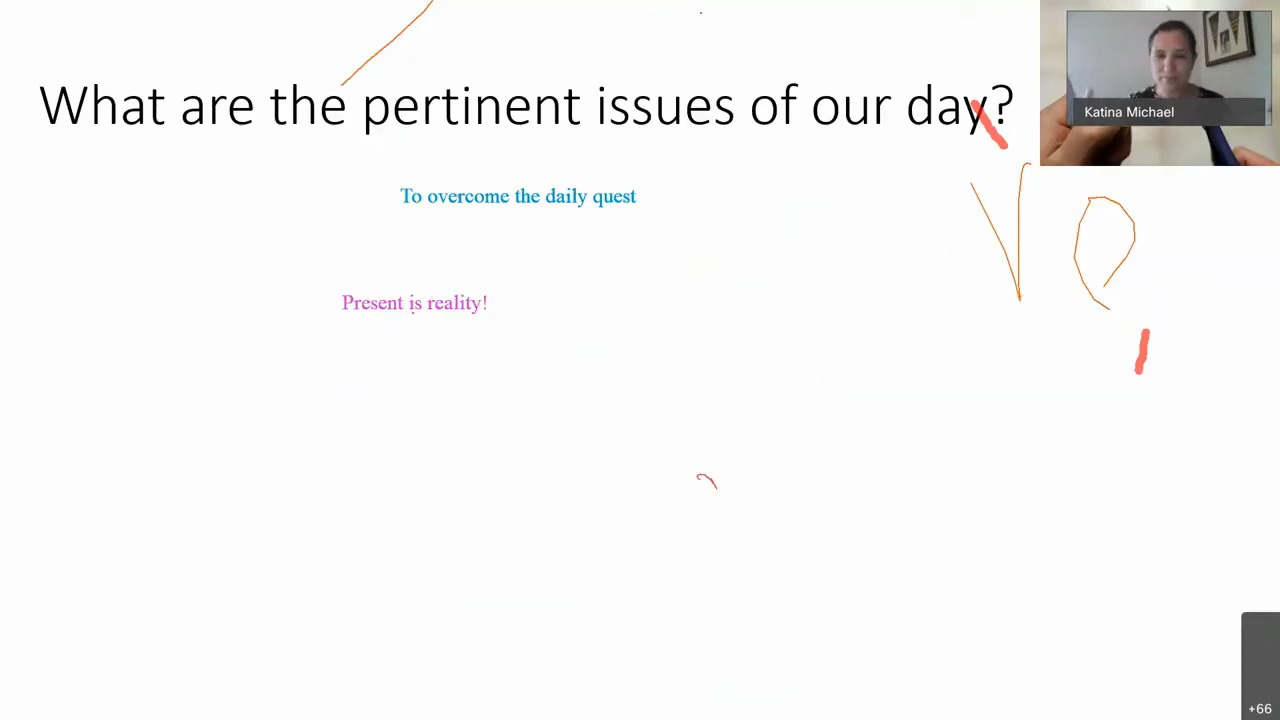 What are the pertinent issues of our day?
Katina Michael
To overcome the daily quest
Present is reality!
+66